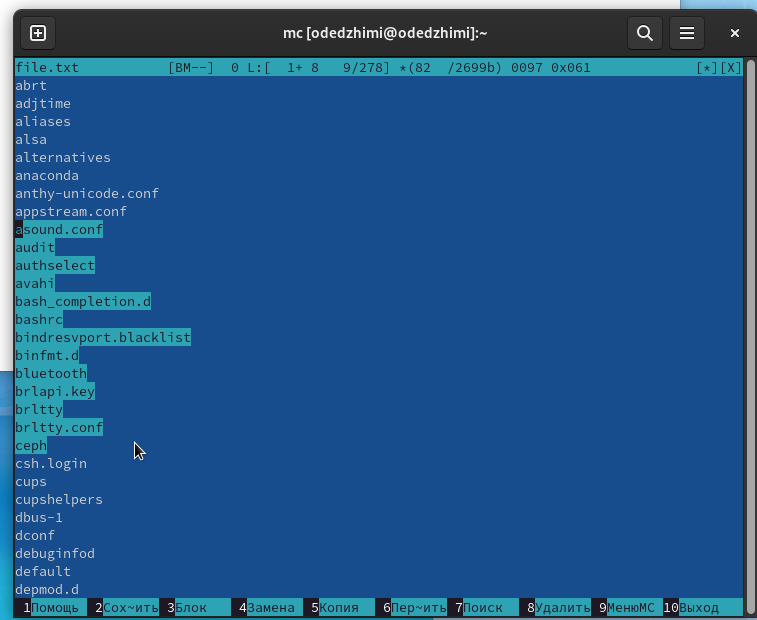 mc [odedzhimi@odedzhimi]:~
file.txt [BM--] 0 L:[ 1+ 8 9/278] *(82 /2699b) 0097 0x061 [*][X]
abrt
adjtime
aliases
alsa
alternatives
anaconda
anthy-unicode.conf
appstream.conf
asound.conf
audit
authselect
avahi
bash_completion.d
bashrc
bindresvport.blacklist
binfmt.d
bluetooth
brlapi.key
brltty
brltty.conf
ceph
csh.login
cups
cupshelpers
dbus-1
dconf
debuginfod
default
depmod.d
1Помощь 2Сох~ить 3Блок 4Замена 5Копия 6Пер~ить 7Поиск 8Удалить 9МенюMC 10Выход